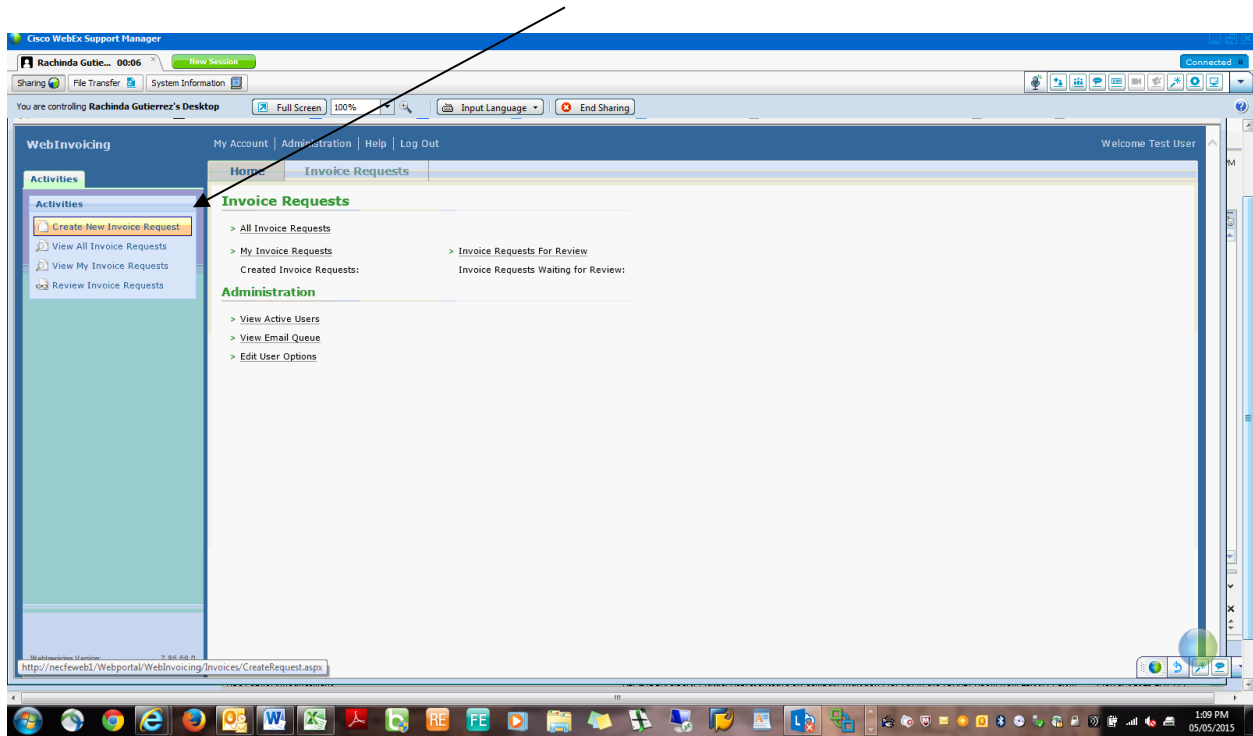 Cisco WebEx Support Manager
Rachinda Gutie... 00:06 × New Session
Connected
Sharing File Transfer System Information
You are controling Rachinda Gutierrez's Desktop Full Screen 100% Input Language End Sharing
WebInvoicing
My Account | Administration | Help | Log Out
Welcome Test User
Activities
Home Invoice Requests
Activities
Create New Invoice Request
View All Invoice Requests
View My Invoice Requests
Review Invoice Requests
Invoice Requests
> All Invoice Requests
> My Invoice Requests > Invoice Requests For Review
Created Invoice Requests: Invoice Requests Waiting for Review:
Administration
> View Active Users
> View Email Queue
> Edit User Options
http://necfeweb1/Webportal/WebInvoicing/Invoices/CreateRequest.aspx
RE FE
1:09 PM
05/05/2015